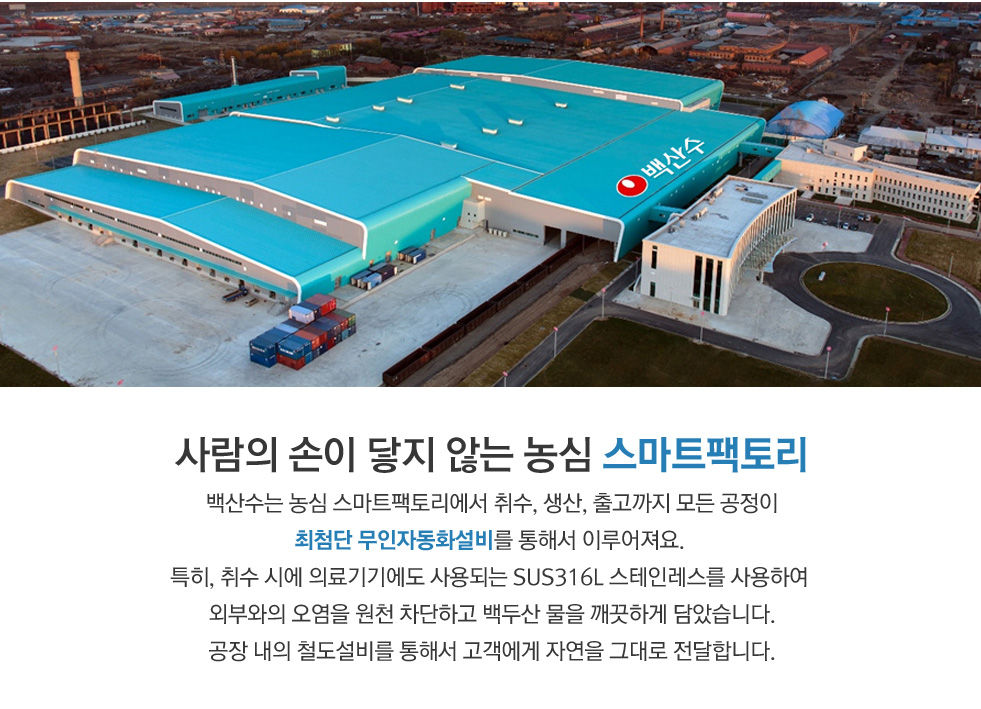 백산수
사람의 손이 닿지 않는 농심 스마트팩토리
백산수는 농심 스마트팩토리에서 취수, 생산, 출고까지 모든 공정이
최첨단 무인자동화설비를 통해서 이루어져요.
특히, 취수 시에 의료기기에도 사용되는 SUS316L 스테인레스를 사용하여
외부와의 오염을 원천 차단하고 백두산 물을 깨끗하게 담았습니다.
공장 내의 철도설비를 통해서 고객에게 자연을 그대로 전달합니다.